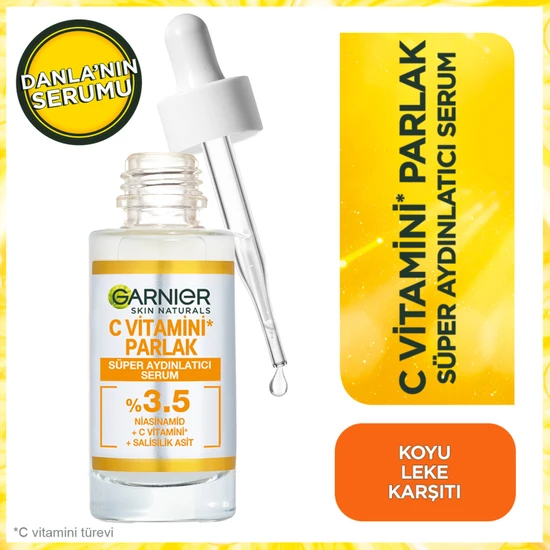 DANLA'NIN
SERUMU
GARNIER
SKIN NATURALS
C VİTAMİNİ*
PARLAK
SÜPER AYDINLATICI
SERUM
%3.5
NİASİNAMİD
+ C VİTAMİNİ*
+ SALİSİLİK ASİT
C VİTAMİNİ* PARLAK
SÜPER AYDINLATICI SERUM
KOYU
LEKE
KARŞITI
*C vitamini türevi